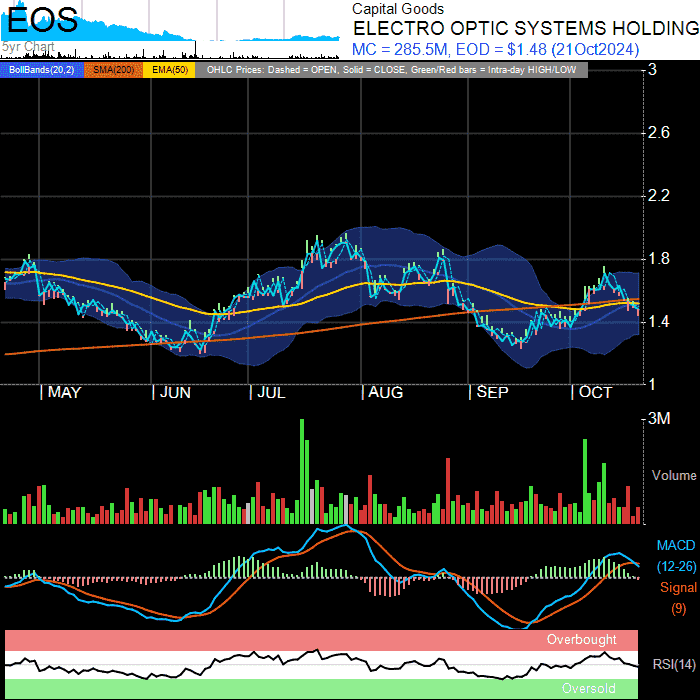 EOS
5yr Chart
Capital Goods
ELECTRO OPTIC SYSTEMS HOLDING
MC = 285.5M, EOD = $1.48 (21Oct2024)
BollBands(20,2) SMA(200) EMA(50) OHLC Prices: Dashed = OPEN, Solid = CLOSE, Green/Red bars = Intra-day HIGH/LOW
3
2.6
2.2
1.8
1.4
1
MAY JUN JUL AUG SEP OCT
3M
Volume
MACD
(12-26)
Signal
(9)
Overbought
RSI(14)
Oversold